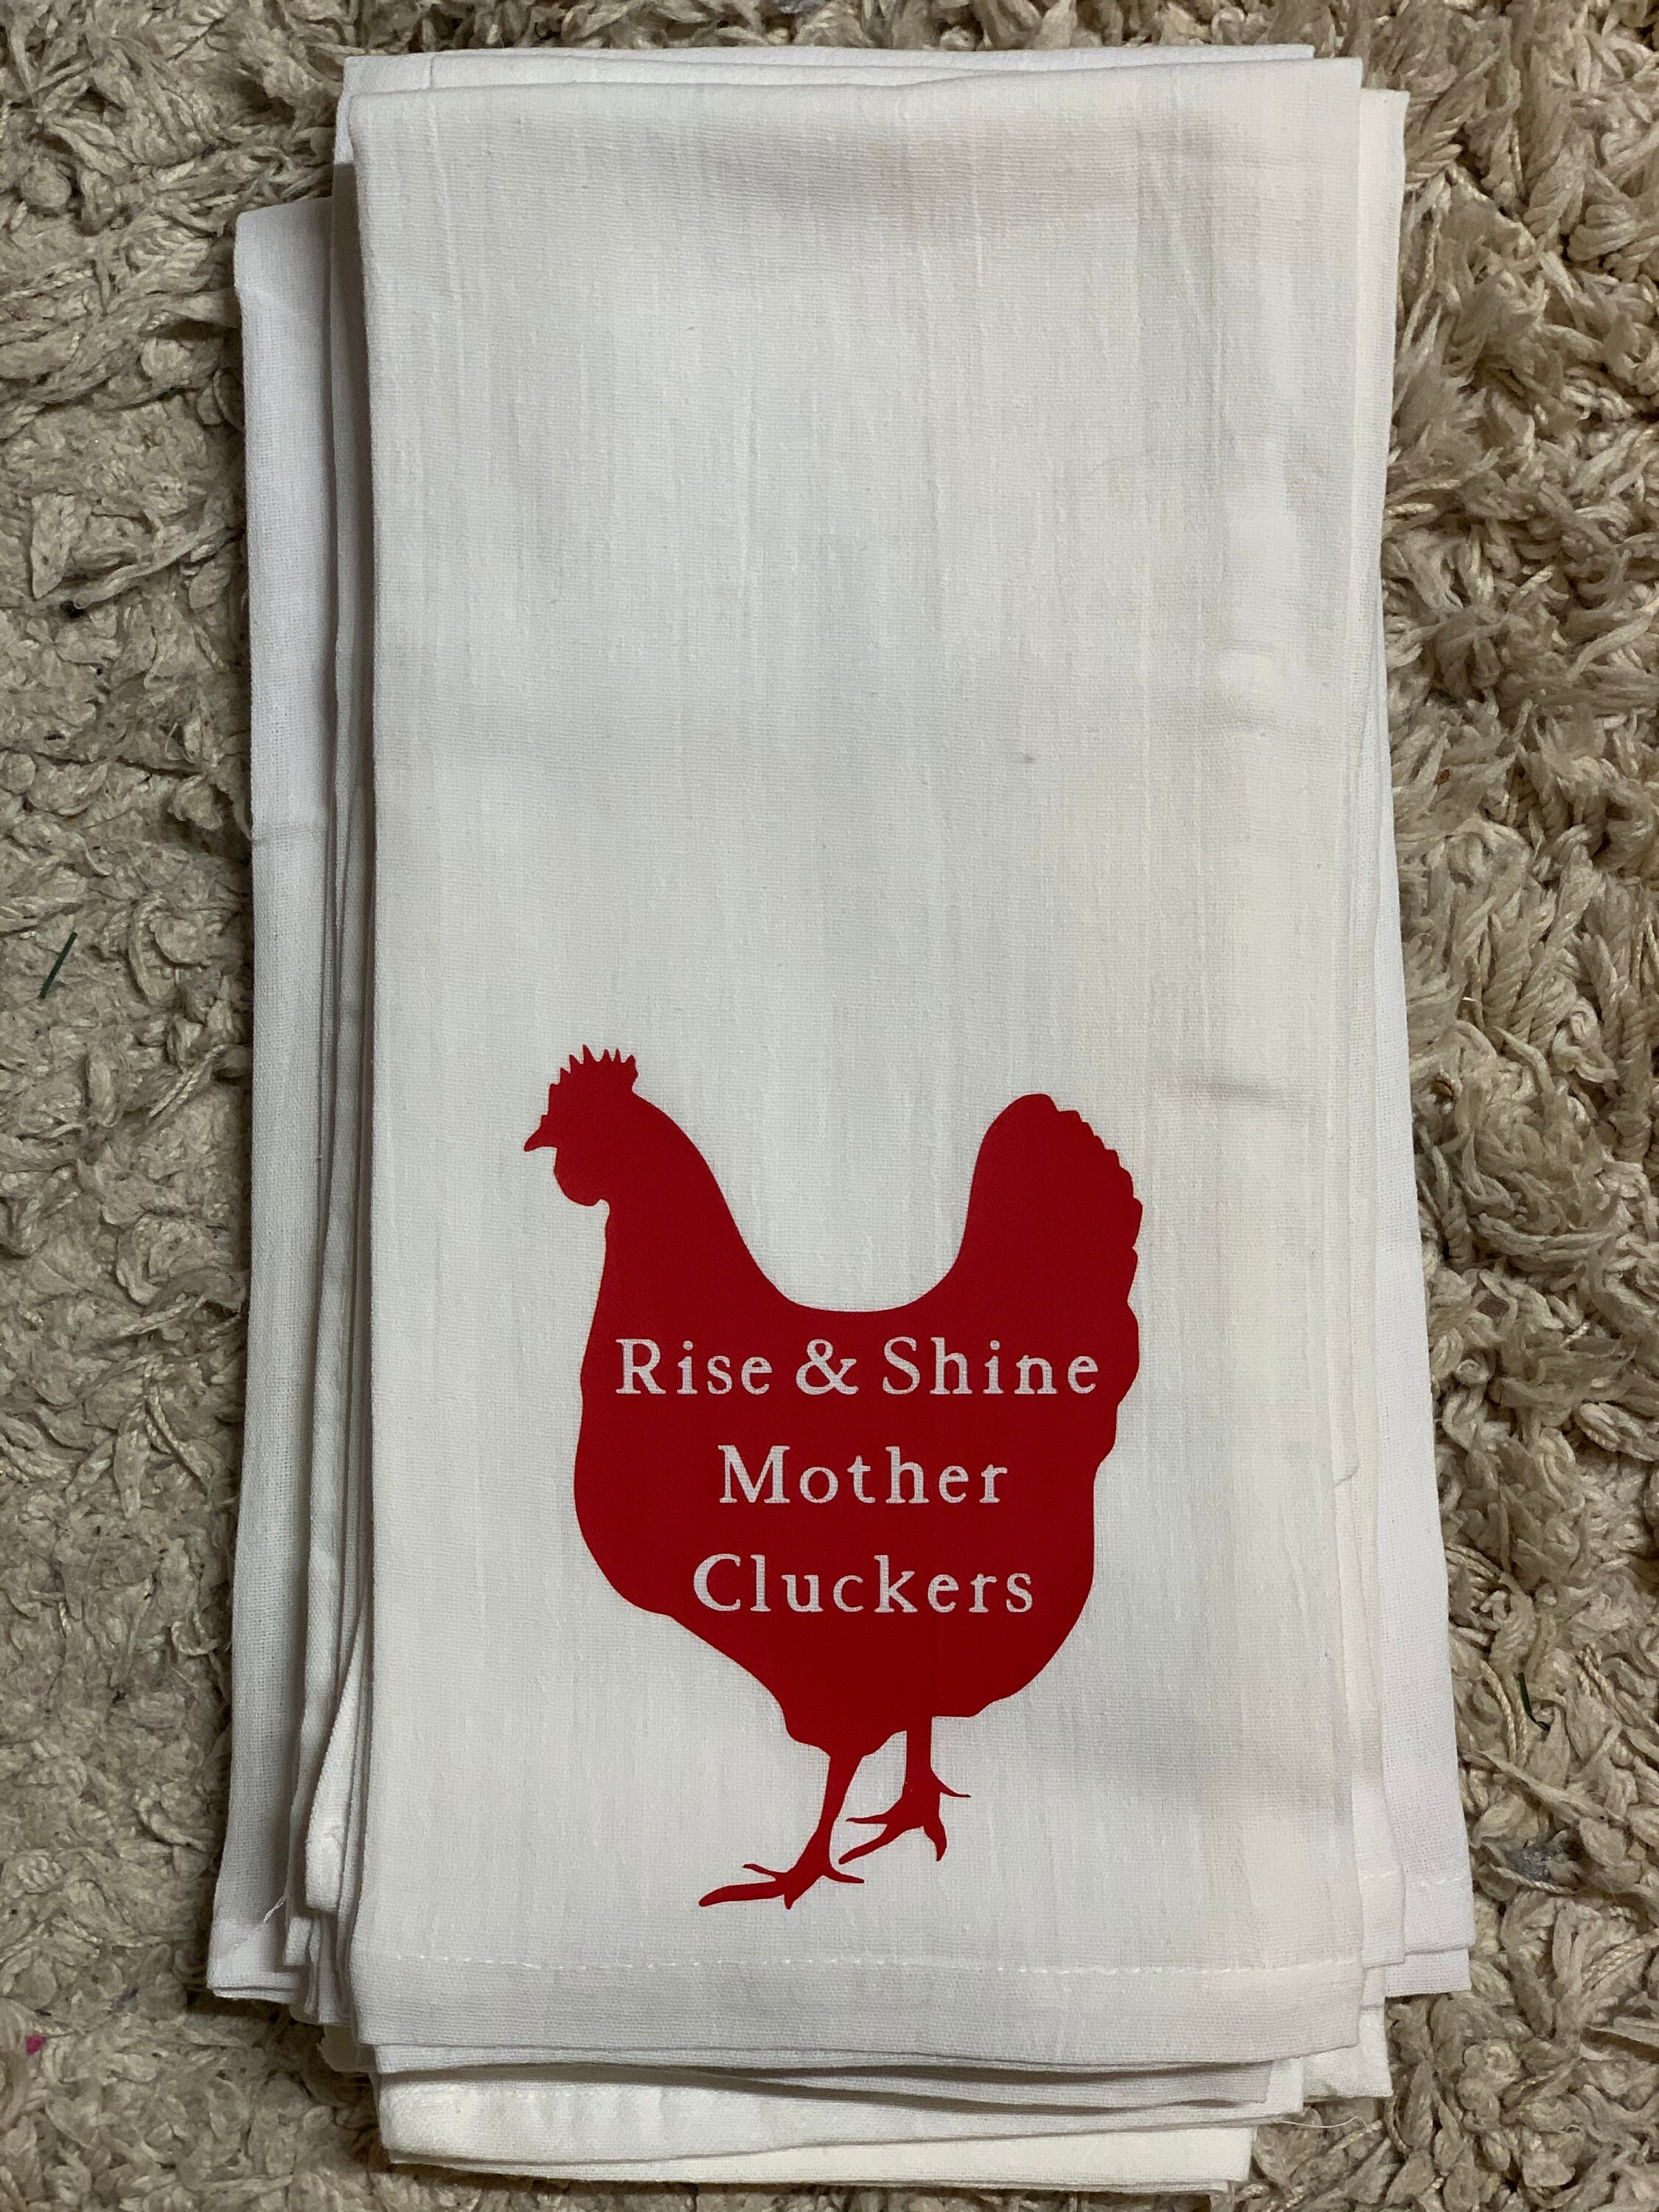 Rise & Shine
Mother
Cluckers